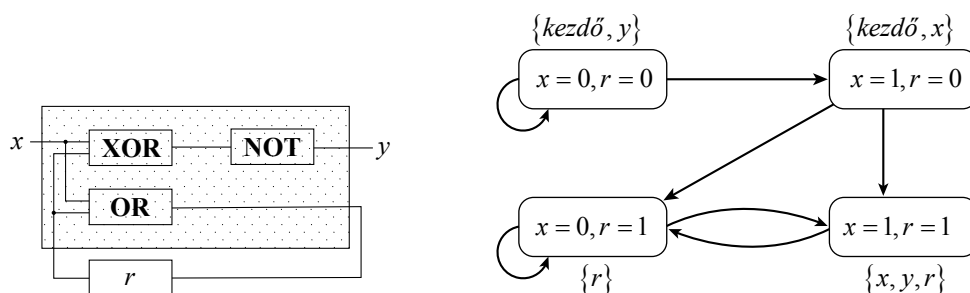 x
XOR
NOT
y
OR
r
{kezdő, y}
{kezdő, x}
x = 0, r = 0
x = 1, r = 0
x = 0, r = 1
x = 1, r = 1
{r}
{x, y, r}